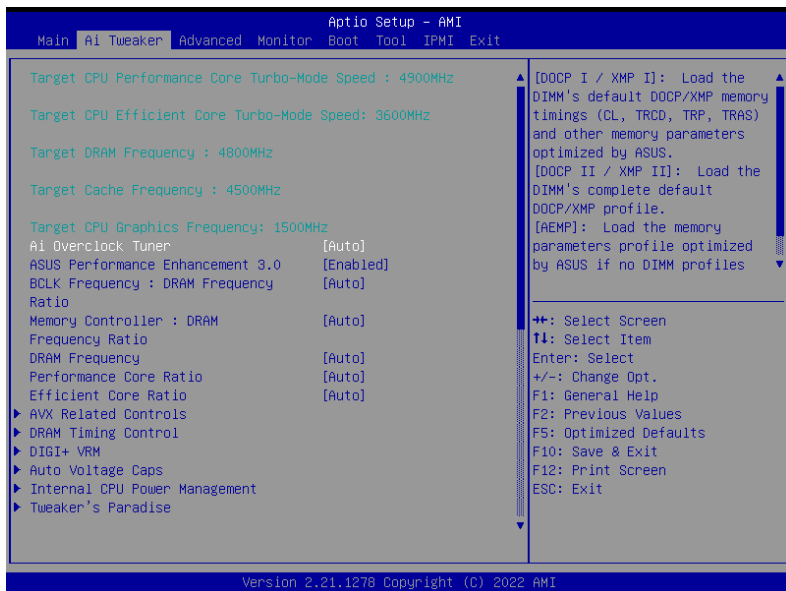 Aptio Setup – AMI
Main Ai Tweaker Advanced Monitor Boot Tool IPMI Exit
Target CPU Performance Core Turbo-Mode Speed : 4900MHz
Target CPU Efficient Core Turbo-Mode Speed: 3600MHz
Target DRAM Frequency : 4800MHz
Target Cache Frequency : 4500MHz
Target CPU Graphics Frequency: 1500MHz
Ai Overclock Tuner [Auto]
ASUS Performance Enhancement 3.0 [Enabled]
BCLK Frequency : DRAM Frequency [Auto]
Ratio
Memory Controller : DRAM [Auto]
Frequency Ratio
DRAM Frequency [Auto]
Performance Core Ratio [Auto]
Efficient Core Ratio [Auto]
AVX Related Controls
DRAM Timing Control
DIGI+ VRM
Auto Voltage Caps
Internal CPU Power Management
Tweaker's Paradise
[DOCP I / XMP I]: Load the
DIMM's default DOCP/XMP memory
timings (CL, TRCD, TRP, TRAS)
and other memory parameters
optimized by ASUS.
[DOCP II / XMP II]: Load the
DIMM's complete default
DOCP/XMP profile.
[AEMP]: Load the memory
parameters profile optimized
by ASUS if no DIMM profiles
→←: Select Screen
↑↓: Select Item
Enter: Select
+/-: Change Opt.
F1: General Help
F2: Previous Values
F5: Optimized Defaults
F10: Save & Exit
F12: Print Screen
ESC: Exit
Version 2.21.1278 Copyright (C) 2022 AMI